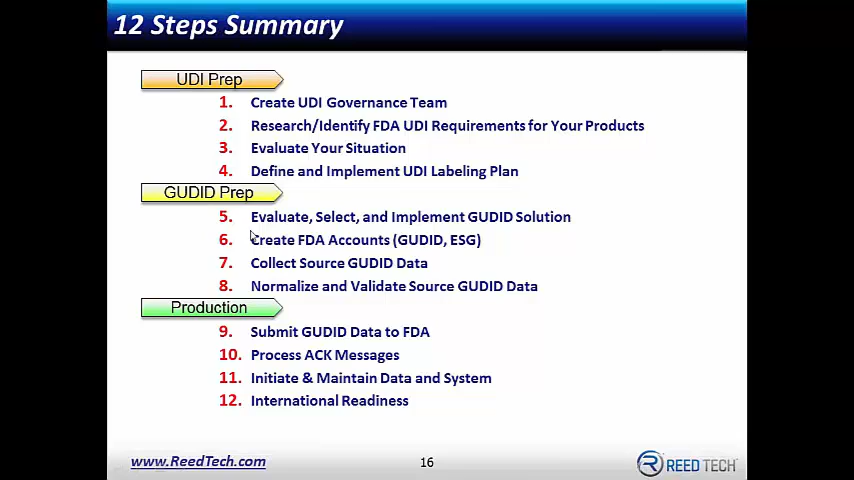 12 Steps Summary
UDI Prep
1. Create UDI Governance Team
2. Research/Identify FDA UDI Requirements for Your Products
3. Evaluate Your Situation
4. Define and Implement UDI Labeling Plan
GUDID Prep
5. Evaluate, Select, and Implement GUDID Solution
6. Create FDA Accounts (GUDID, ESG)
7. Collect Source GUDID Data
8. Normalize and Validate Source GUDID Data
Production
9. Submit GUDID Data to FDA
10. Process ACK Messages
11. Initiate & Maintain Data and System
12. International Readiness
www.ReedTech.com 16 REED TECH